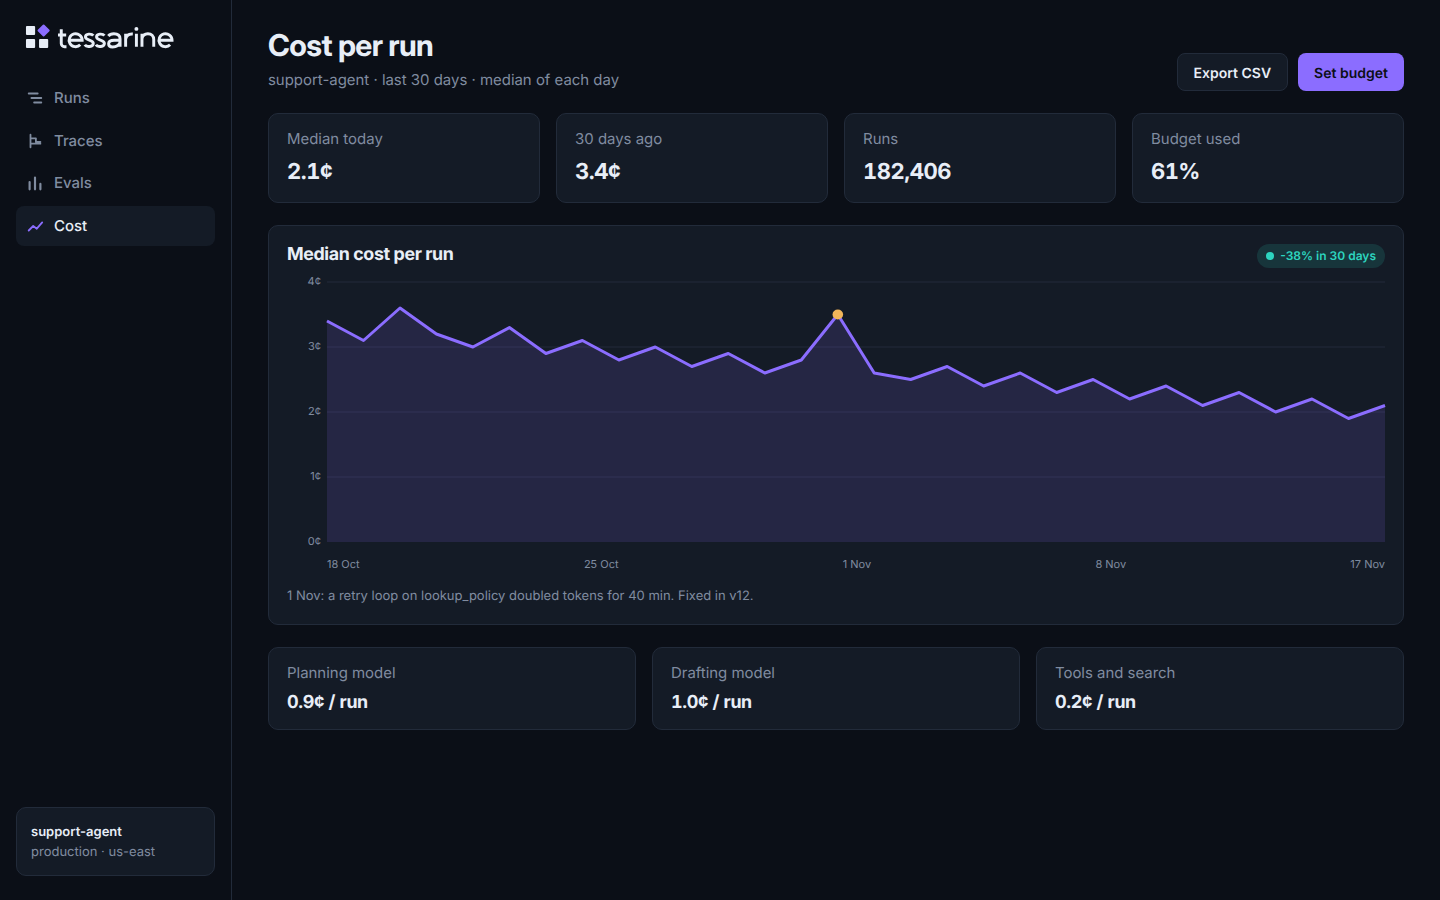 tessarine
Runs
Traces
Evals
Cost
support-agent
production · us-east
Cost per run
support-agent · last 30 days · median of each day
Export CSV
Set budget
Median today
2.1¢
30 days ago
3.4¢
Runs
182,406
Budget used
61%
Median cost per run
-38% in 30 days
4¢
3¢
2¢
1¢
0¢
18 Oct
25 Oct
1 Nov
8 Nov
17 Nov
1 Nov: a retry loop on lookup_policy doubled tokens for 40 min. Fixed in v12.
Planning model
0.9¢ / run
Drafting model
1.0¢ / run
Tools and search
0.2¢ / run